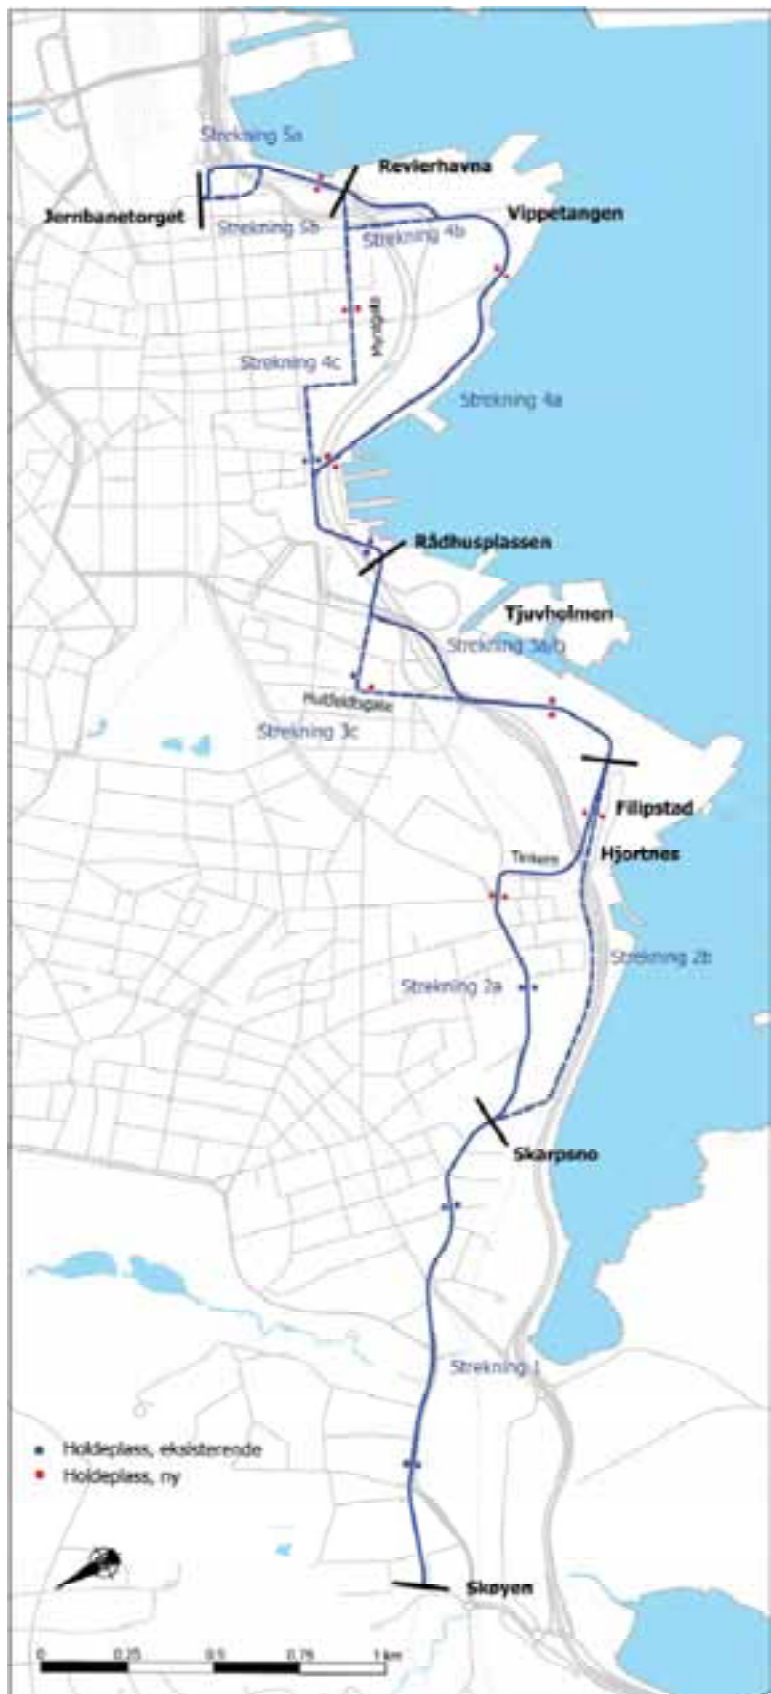 Strekning 5a
Revierhavna
Jernbanetorget
Vippetangen
Strekning 5b
Strekning 4b
Myntgata
Strekning 4c
Strekning 4a
Rådhusplassen
Tjuvholmen
Strekning 3a/b
Huitfeldtsgate
Strekning 3c
Filipstad
Hjortnes
Tinkern
Strekning 2b
Strekning 2a
Skarpsno
Strekning 1
Holdeplass, eksisterende
Holdeplass, ny
Skøyen
0 0,25 0,5 0,75 1 km